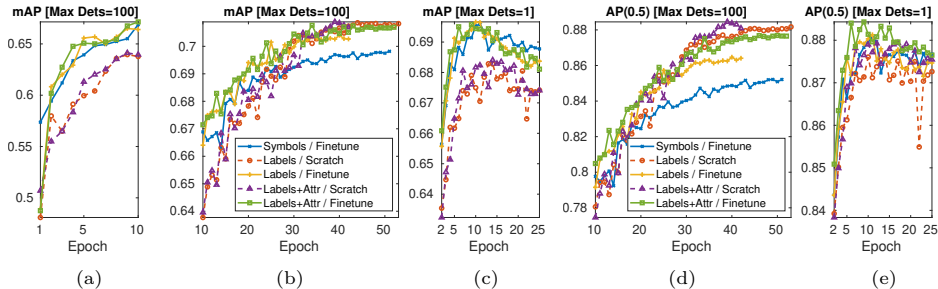 mAP [Max Dets=100]
0.65
0.6
0.55
0.5
1
5
10
Epoch
(a)
mAP [Max Dets=100]
0.7
0.69
0.68
0.67
0.66
0.65
0.64
10
20
30
40
50
Epoch
Symbols / Finetune
Labels / Scratch
Labels / Finetune
Labels+Attr / Scratch
Labels+Attr / Finetune
(b)
mAP [Max Dets=1]
0.69
0.68
0.67
0.66
0.65
0.64
2
5
10
15
20
25
Epoch
(c)
AP(0.5) [Max Dets=100]
0.88
0.86
0.84
0.82
0.8
0.78
10
20
30
40
50
Epoch
Symbols / Finetune
Labels / Scratch
Labels / Finetune
Labels+Attr / Scratch
Labels+Attr / Finetune
(d)
AP(0.5) [Max Dets=1]
0.88
0.87
0.86
0.85
0.84
2
5
10
15
20
25
Epoch
(e)